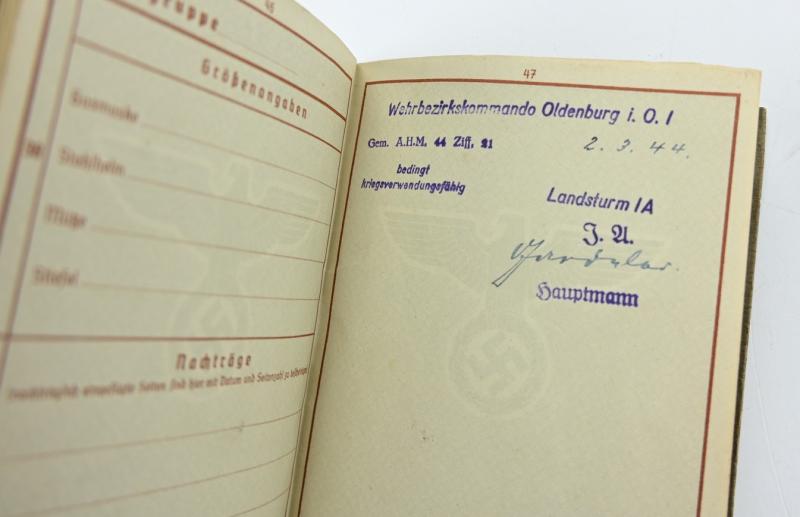 45
Größenangaben
Gasmaske
Stahlhelm
Mütze
Stiefel
Nachträge
47
Wehrbezirkskommando Oldenburg i. O. I
Gem. A.H.M. 44 Ziff. 21
2. 3. 44.
bedingt
kriegsverwendungsfähig
Landsturm I A
J. A.
Hauptmann